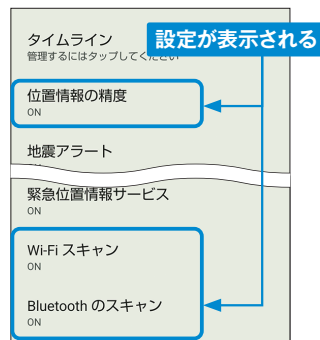 タイムライン
管理するにはタップしてください
設定が表示される
位置情報の精度
ON
地震アラート
緊急位置情報サービス
ON
Wi-Fi スキャン
ON
Bluetooth のスキャン
ON